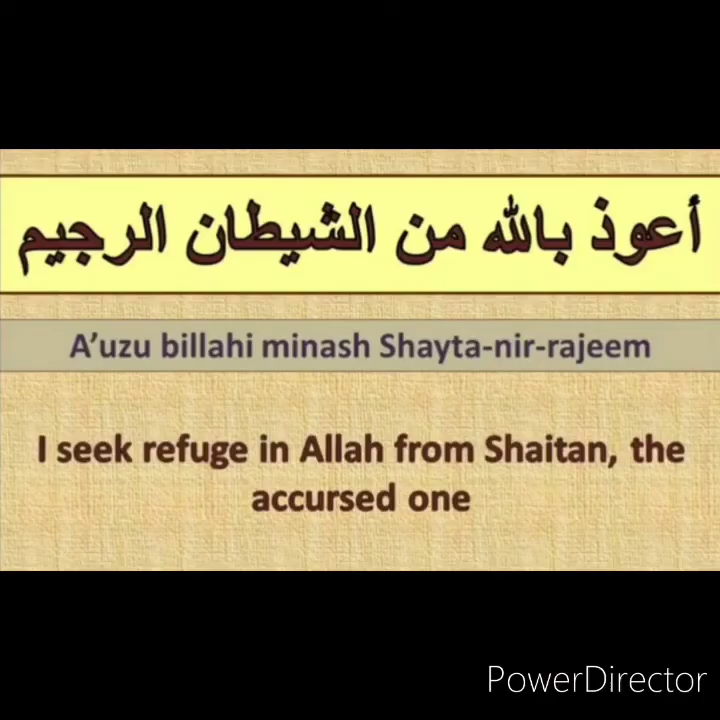 أعوذ بالله من الشيطان الرجيم
A’uzu billahi minash Shayta-nir-rajeem
I seek refuge in Allah from Shaitan, the
accursed one
PowerDirector